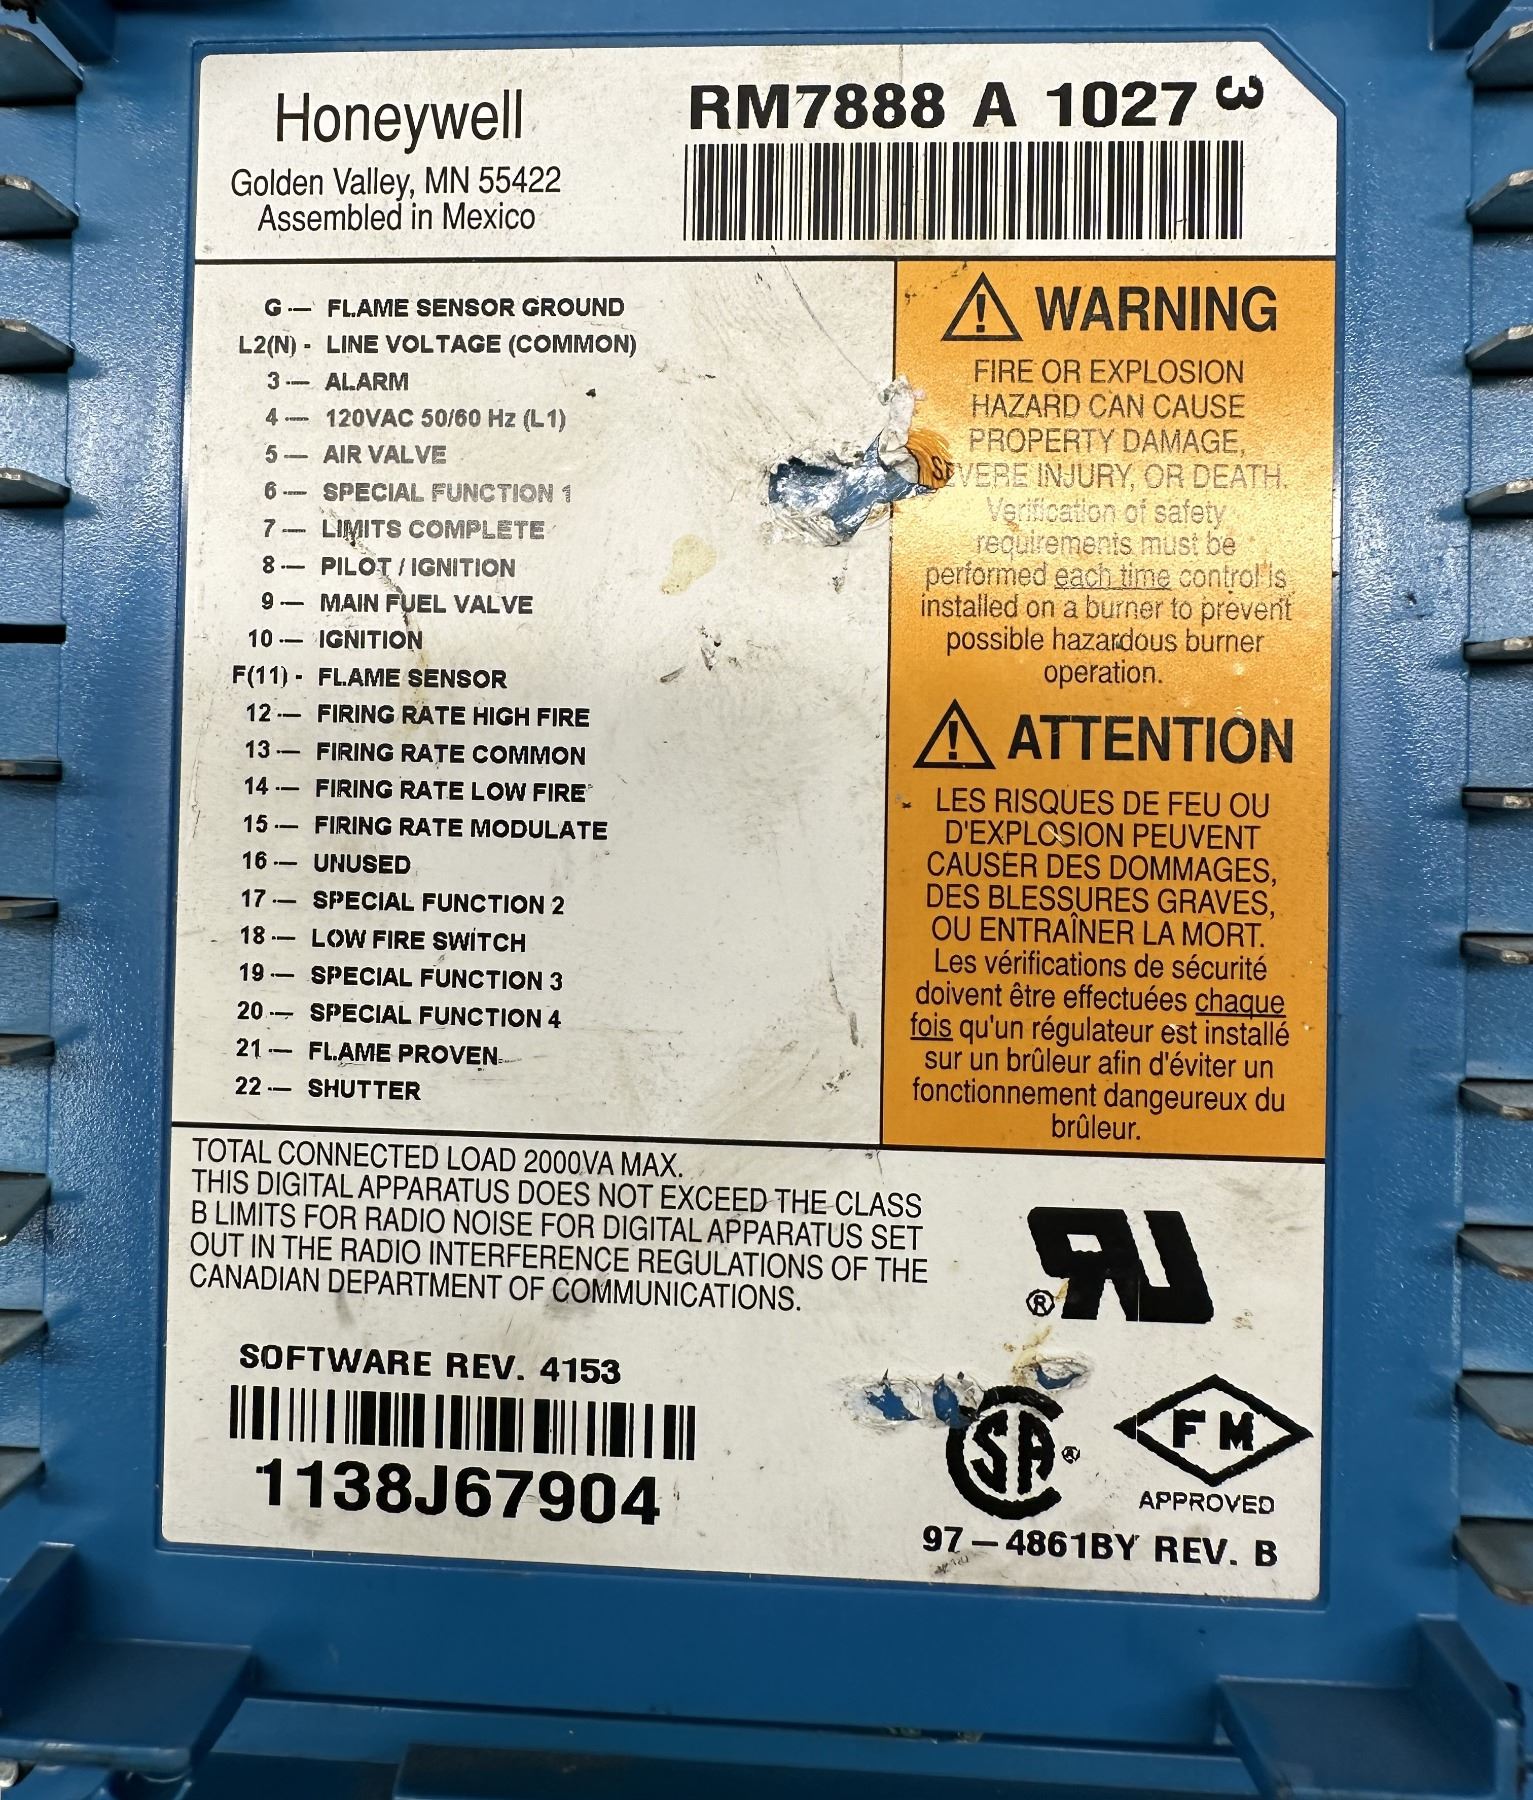 Honeywell
Golden Valley, MN 55422
Assembled in Mexico
RM7888 A 1027 3
G — FLAME SENSOR GROUND
L2(N) - LINE VOLTAGE (COMMON)
3 — ALARM
4 — 120VAC 50/60 Hz (L1)
5 — AIR VALVE
6 — SPECIAL FUNCTION 1
7 — LIMITS COMPLETE
8 — PILOT / IGNITION
9 — MAIN FUEL VALVE
10 — IGNITION
F(11) - FLAME SENSOR
12 — FIRING RATE HIGH FIRE
13 — FIRING RATE COMMON
14 — FIRING RATE LOW FIRE
15 — FIRING RATE MODULATE
16 — UNUSED
17 — SPECIAL FUNCTION 2
18 — LOW FIRE SWITCH
19 — SPECIAL FUNCTION 3
20 — SPECIAL FUNCTION 4
21 — FLAME PROVEN
22 — SHUTTER
WARNING
FIRE OR EXPLOSION
HAZARD CAN CAUSE
PROPERTY DAMAGE,
SEVERE INJURY, OR DEATH.
Verification of safety
requirements must be
performed each time control is
installed on a burner to prevent
possible hazardous burner
operation.
ATTENTION
LES RISQUES DE FEU OU
D'EXPLOSION PEUVENT
CAUSER DES DOMMAGES,
DES BLESSURES GRAVES,
OU ENTRAÎNER LA MORT.
Les vérifications de sécurité
doivent être effectuées chaque
fois qu'un régulateur est installé
sur un brûleur afin d'éviter un
fonctionnement dangeureux du
brûleur.
TOTAL CONNECTED LOAD 2000VA MAX.
THIS DIGITAL APPARATUS DOES NOT EXCEED THE CLASS
B LIMITS FOR RADIO NOISE FOR DIGITAL APPARATUS SET
OUT IN THE RADIO INTERFERENCE REGULATIONS OF THE
CANADIAN DEPARTMENT OF COMMUNICATIONS.
SOFTWARE REV. 4153
1138J67904
RU ®
SA ®
FM
APPROVED
97-4861BY REV. B